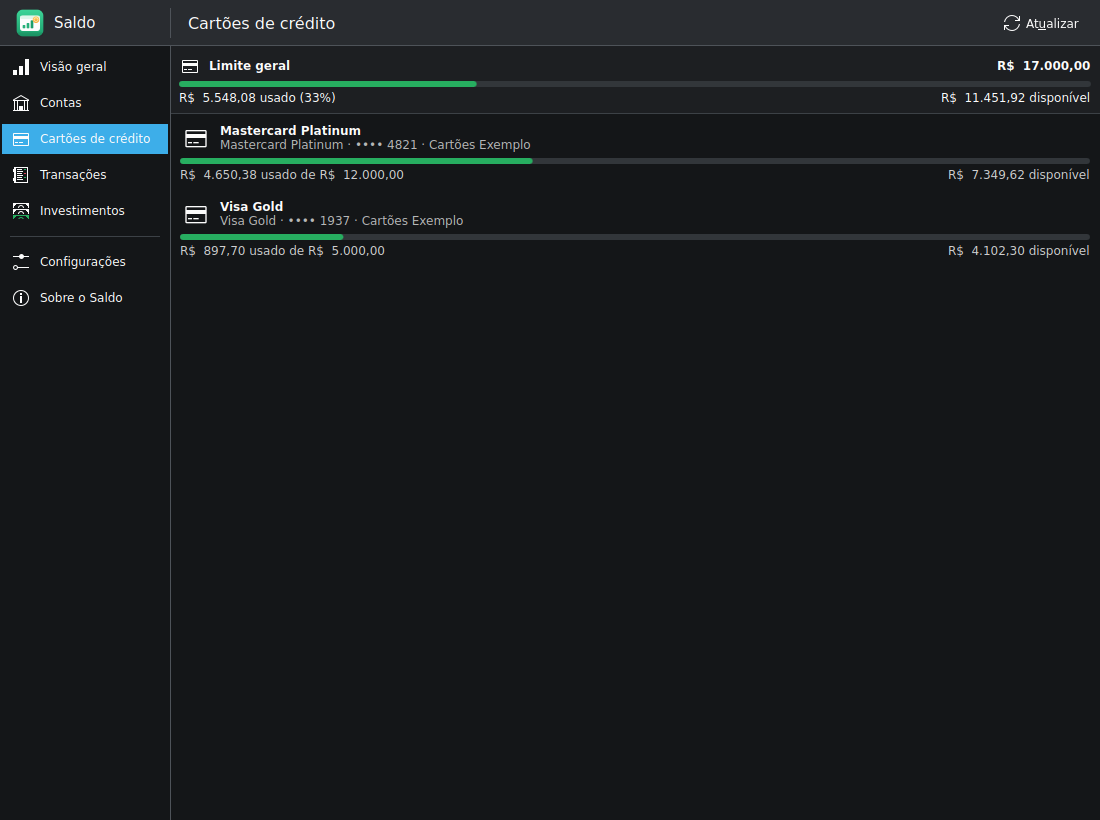 Saldo
Cartões de crédito
Atualizar
Visão geral
Contas
Cartões de crédito
Transações
Investimentos
Configurações
Sobre o Saldo
Limite geral
R$ 17.000,00
R$ 5.548,08 usado (33%)
R$ 11.451,92 disponível
Mastercard Platinum
Mastercard Platinum · •••• 4821 · Cartões Exemplo
R$ 4.650,38 usado de R$ 12.000,00
R$ 7.349,62 disponível
Visa Gold
Visa Gold · •••• 1937 · Cartões Exemplo
R$ 897,70 usado de R$ 5.000,00
R$ 4.102,30 disponível